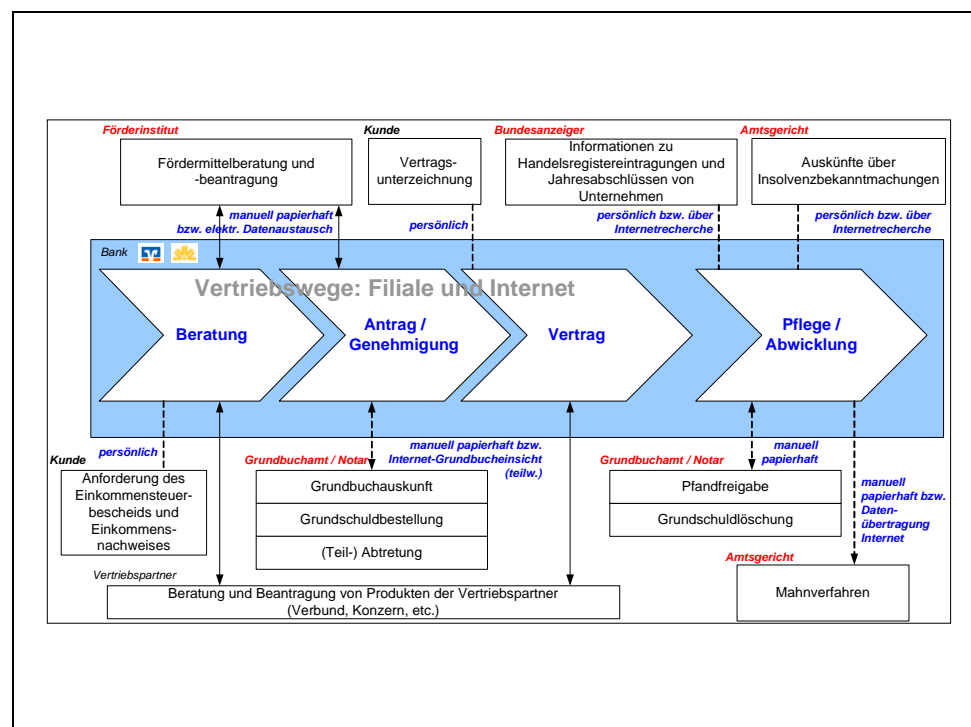 Förderinstitut
Fördermittelberatung und
-beantragung
Kunde
Vertrags-
unterzeichnung
Bundesanzeiger
Informationen zu
Handelsregistereintragungen und
Jahresabschlüssen von
Unternehmen
Amtsgericht
Auskünfte über
Insolvenzbekanntmachungen
manuell papierhaft
bzw. elektr. Datenaustausch
persönlich
persönlich bzw. über
Internetrecherche
persönlich bzw. über
Internetrecherche
Bank
Vertriebswege: Filiale und Internet
Beratung
Antrag /
Genehmigung
Vertrag
Pflege /
Abwicklung
persönlich
Kunde
Anforderung des
Einkommensteuer-
bescheids und
Einkommens-
nachweises
manuell papierhaft bzw.
Internet-Grundbucheinsicht
(teilw.)
Grundbuchamt / Notar
Grundbuchauskunft
Grundschuldbestellung
(Teil-) Abtretung
manuell
papierhaft
Grundbuchamt / Notar
Pfandfreigabe
Grundschuldlöschung
manuell
papierhaft bzw.
Daten-
übertragung
Internet
Vertriebspartner
Beratung und Beantragung von Produkten der Vertriebspartner
(Verbund, Konzern, etc.)
Amtsgericht
Mahnverfahren